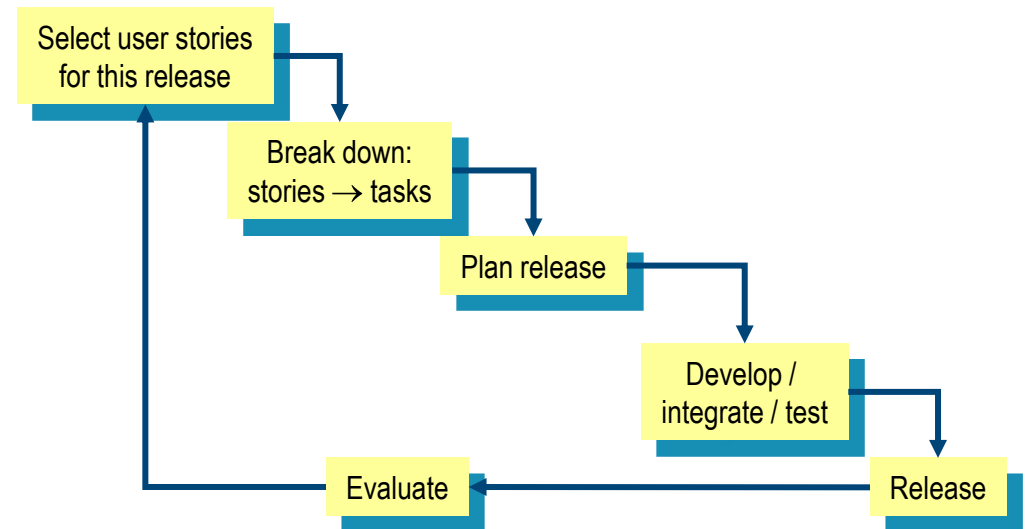 Select user stories
for this release
Break down:
stories → tasks
Plan release
Develop /
integrate / test
Release
Evaluate